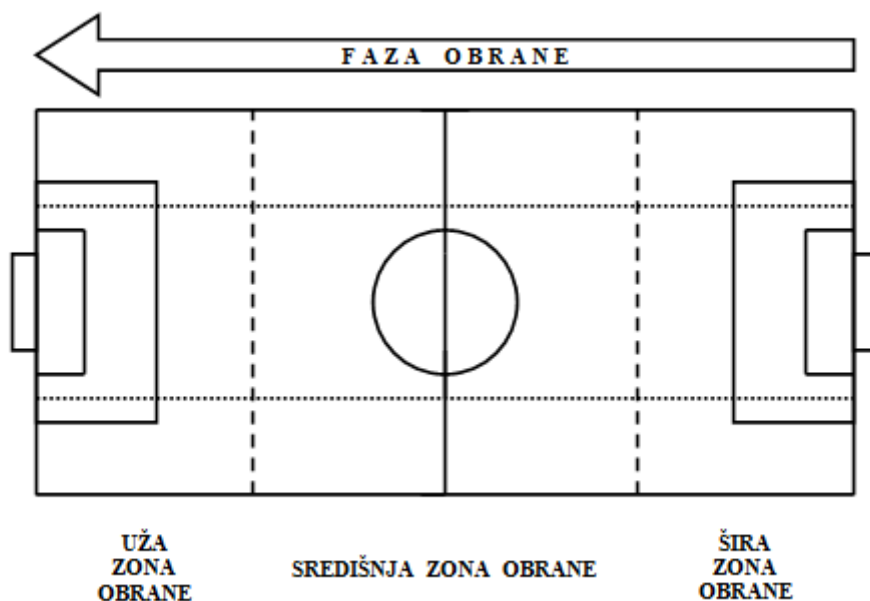 FAZA OBRANE
UŽA
ZONA
OBRANE
SREDIŠNJA ZONA OBRANE
ŠIRA
ZONA
OBRANE